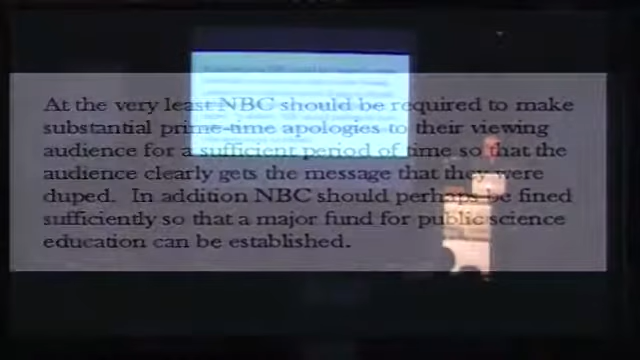 At the very least NBC should be required to make
substantial prime-time apologies to their viewing
audience for a sufficient period of time so that the
audience clearly gets the message that they were
duped. In addition NBC should perhaps be fined
sufficiently so that a major fund for public science
education can be established.